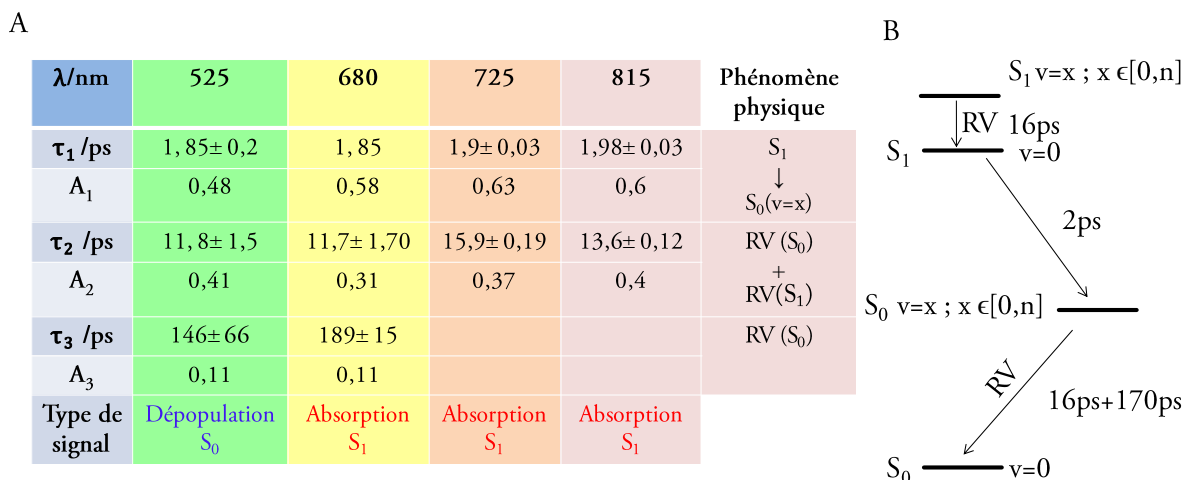 A
λ/nm 525 680 725 815 Phénomène physique
τ₁ /ps 1, 85± 0,2 1, 85 1,9± 0,03 1,98± 0,03 S₁
A₁ 0,48 0,58 0,63 0,6 ↓ S₀(v=x)
τ₂ /ps 11, 8± 1,5 11,7± 1,70 15,9± 0,19 13,6± 0,12 RV (S₀)
A₂ 0,41 0,31 0,37 0,4 + RV(S₁)
τ₃ /ps 146± 66 189± 15 RV (S₀)
A₃ 0,11 0,11
Type de signal Dépopulation S₀ Absorption S₁ Absorption S₁ Absorption S₁
B
S₁ v=x ; x ϵ[0,n]
RV 16ps
S₁ v=0
2ps
S₀ v=x ; x ϵ[0,n]
RV
16ps+170ps
S₀ v=0